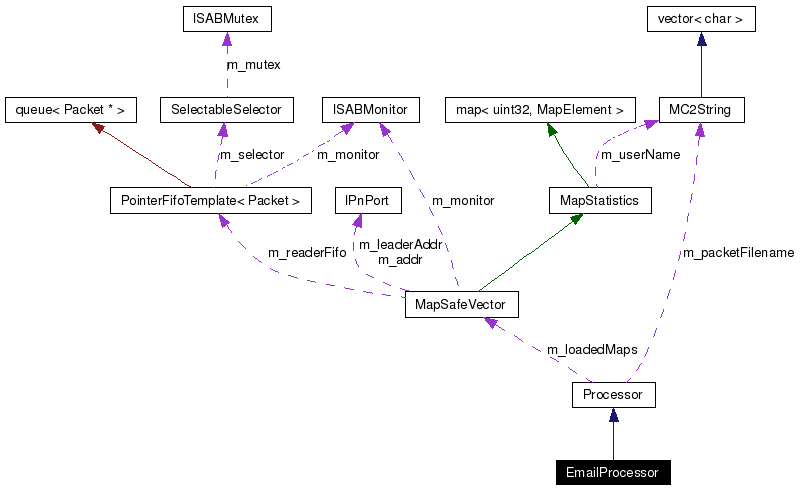 ISABMutex
vector< char >
m_mutex
queue< Packet * >
SelectableSelector
ISABMonitor
map< uint32, MapElement >
MC2String
m_selector
m_monitor
m_userName
PointerFifoTemplate< Packet >
IPnPort
m_monitor
MapStatistics
m_readerFifo
m_leaderAddr
m_addr
m_packetFilename
MapSafeVector
m_loadedMaps
Processor
EmailProcessor